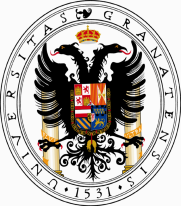 UNIVERSITAS GRANATENSIS
· 1531 ·